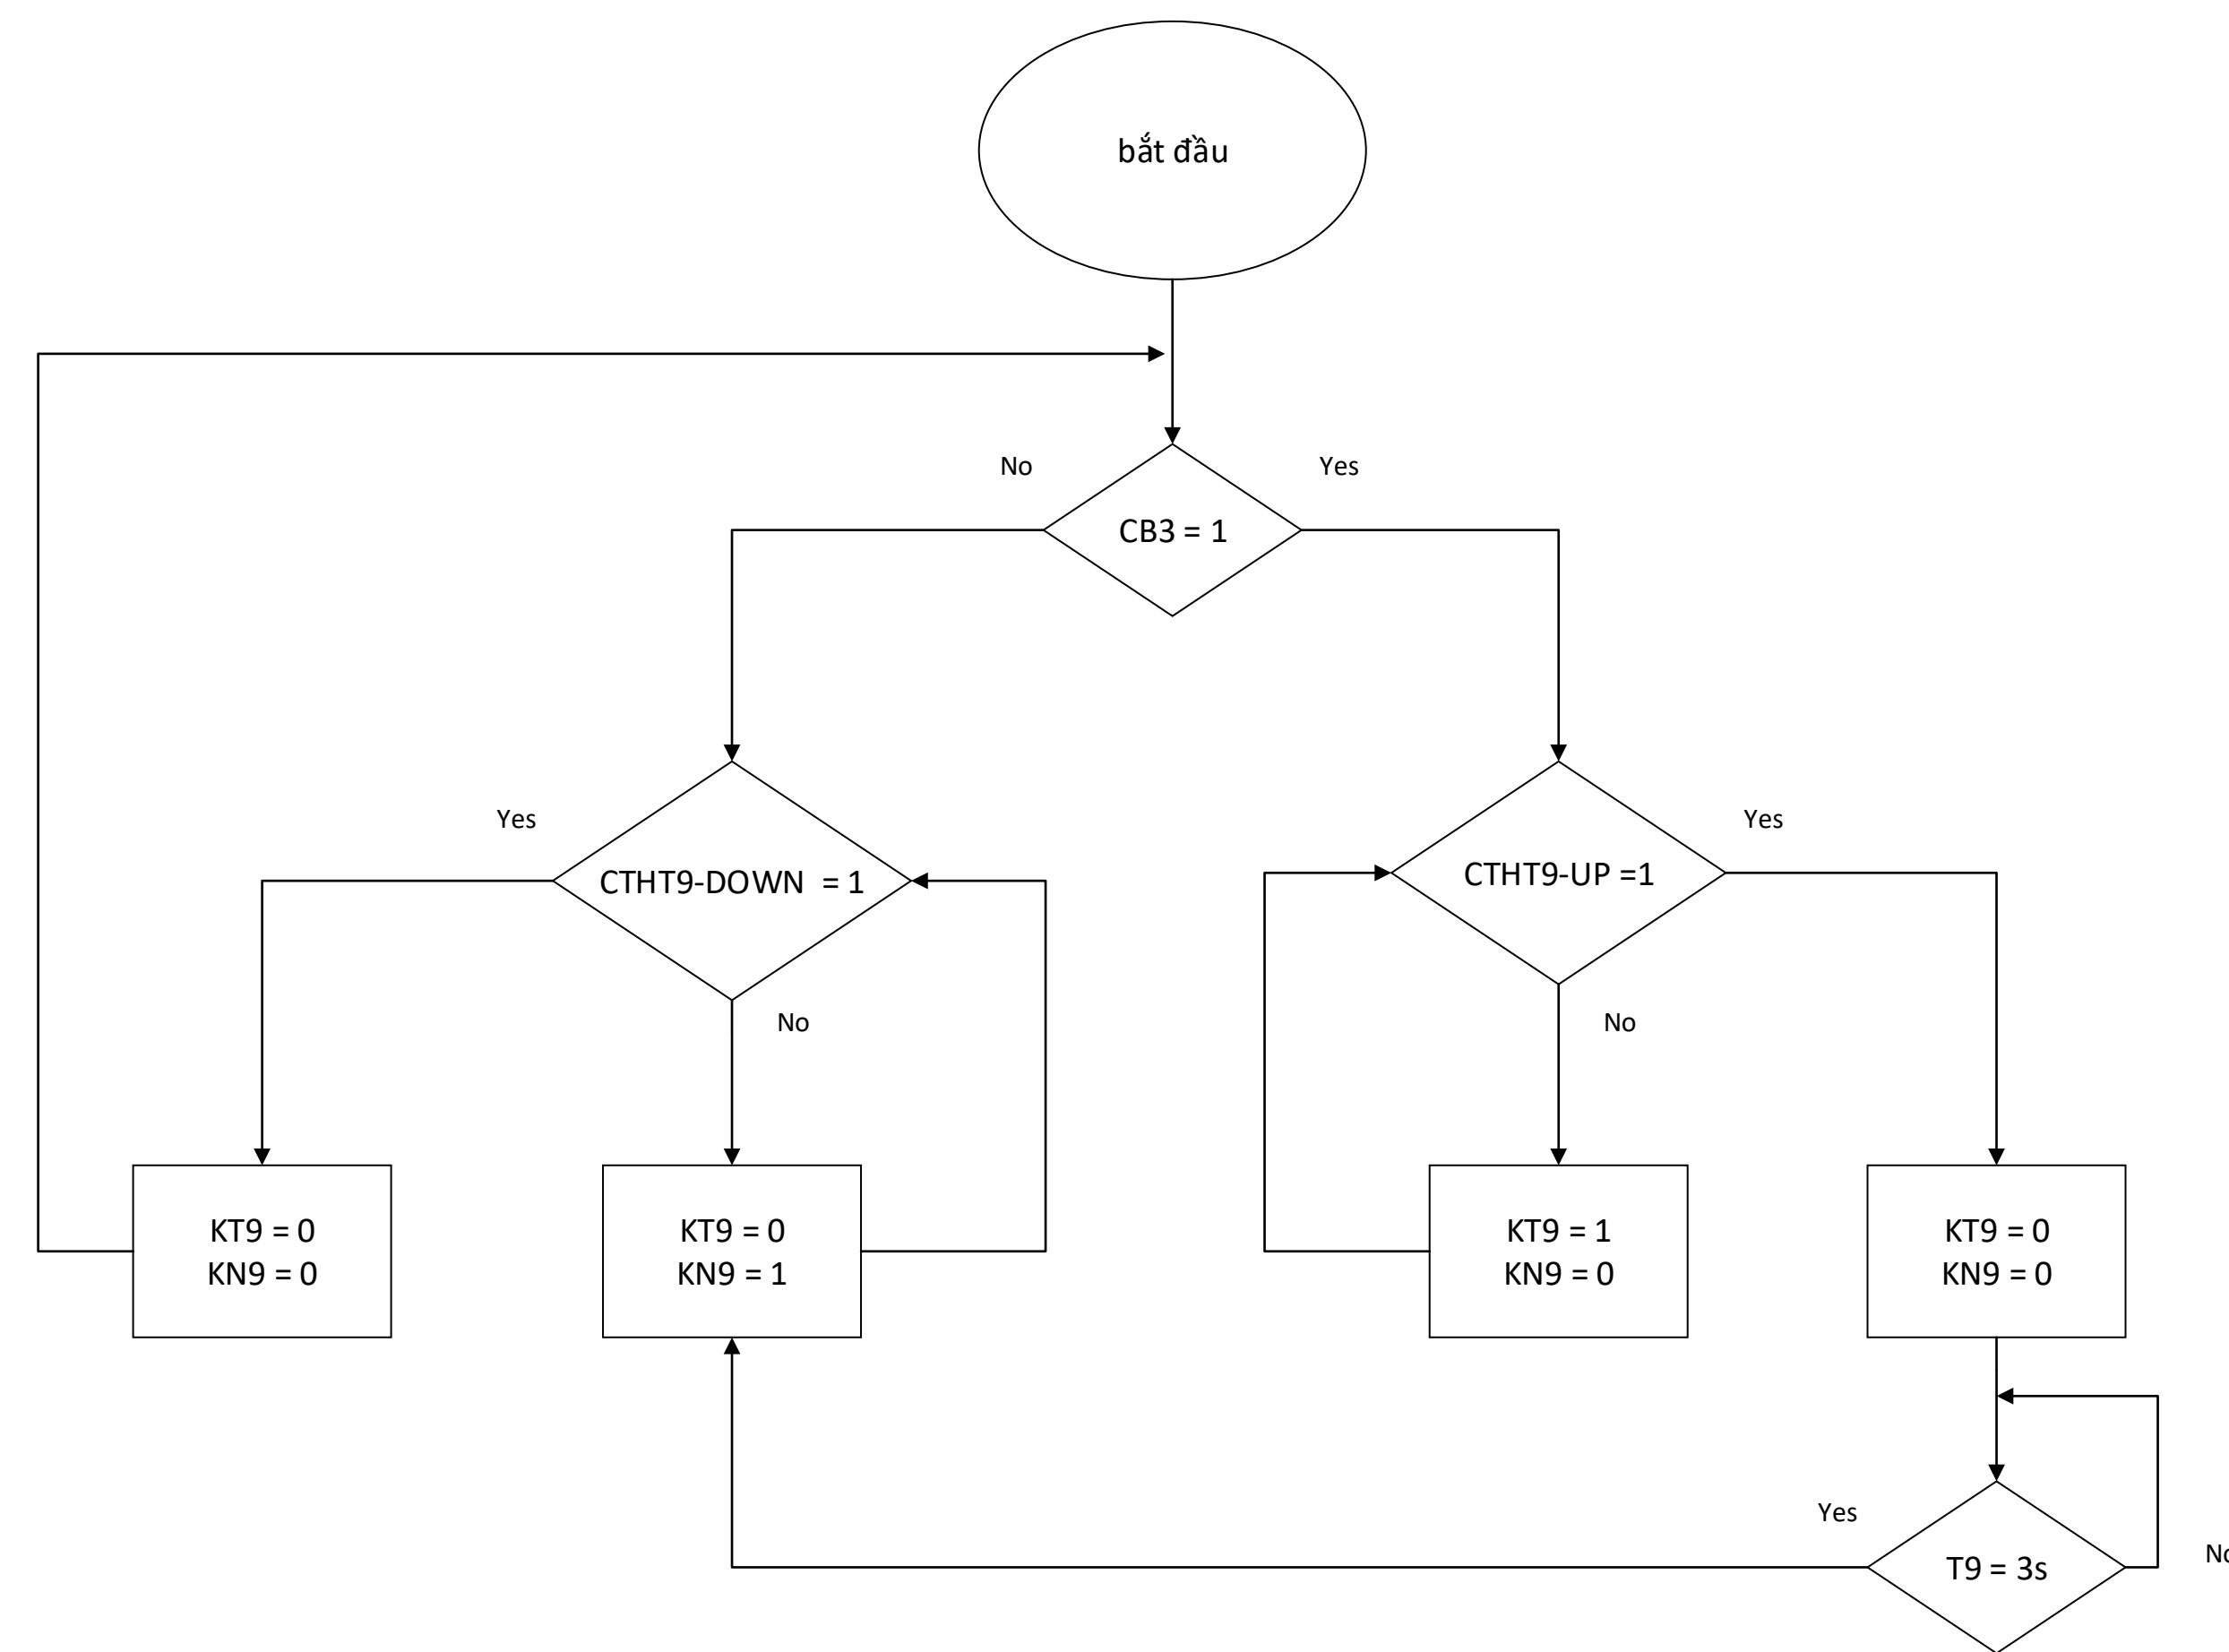 bắt đầu
No
Yes
CB3 = 1
Yes
Yes
CTHT9-DOWN = 1
CTHT9-UP =1
No
No
KT9 = 0
KN9 = 0
KT9 = 0
KN9 = 1
KT9 = 1
KN9 = 0
KT9 = 0
KN9 = 0
Yes
No
T9 = 3s